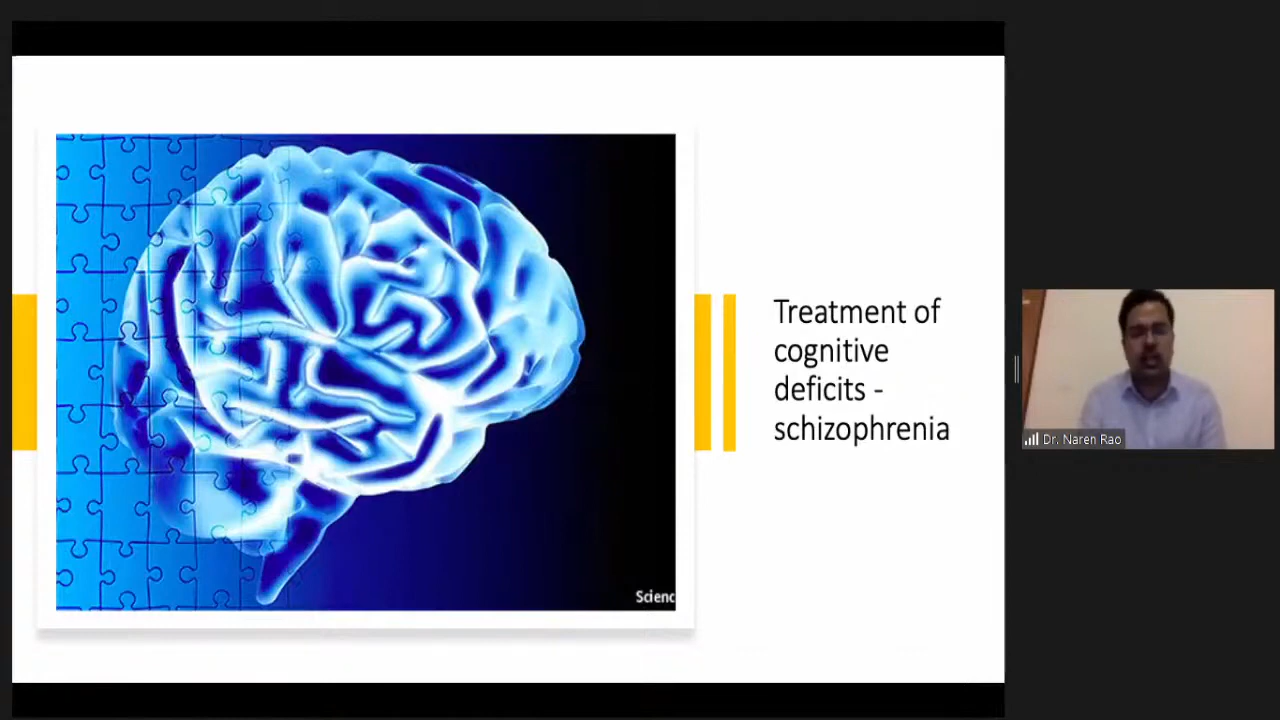 Treatment of
cognitive
deficits -
schizophrenia
Scienc
Dr. Naren Rao